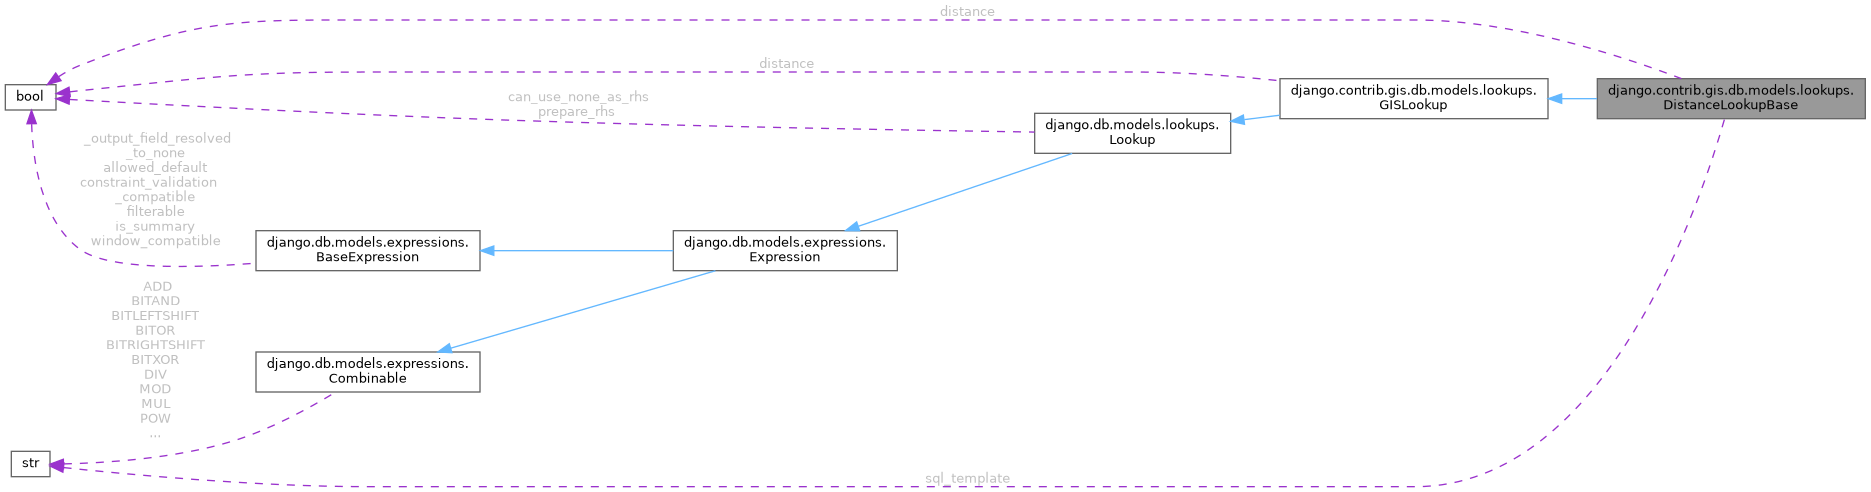 distance
distance
bool
django.contrib.gis.db.models.lookups.
GISLookup
django.contrib.gis.db.models.lookups.
DistanceLookupBase
can_use_none_as_rhs
prepare_rhs
django.db.models.lookups.
Lookup
_output_field_resolved
_to_none
allowed_default
constraint_validation
_compatible
filterable
is_summary
window_compatible
django.db.models.expressions.
BaseExpression
django.db.models.expressions.
Expression
ADD
BITAND
BITLEFTSHIFT
BITOR
BITRIGHTSHIFT
BITXOR
DIV
MOD
MUL
POW
...
django.db.models.expressions.
Combinable
str
sql_template